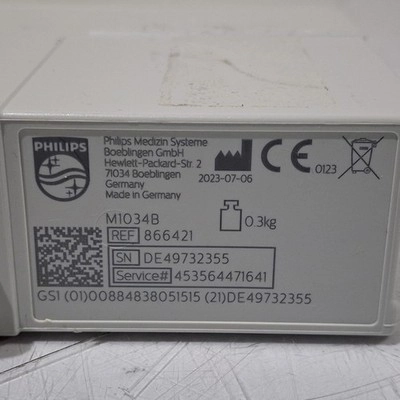 PHILIPS
Philips Medizin Systeme
Boeblingen GmbH
Hewlett-Packard-Str. 2
71034 Boeblingen
Germany
Made in Germany
2023-07-06
CE 0123
M1034B
0.3kg
REF 866421
SN DE49732355
Service# 453564471641
GS1 (01)00884838051515 (21)DE49732355